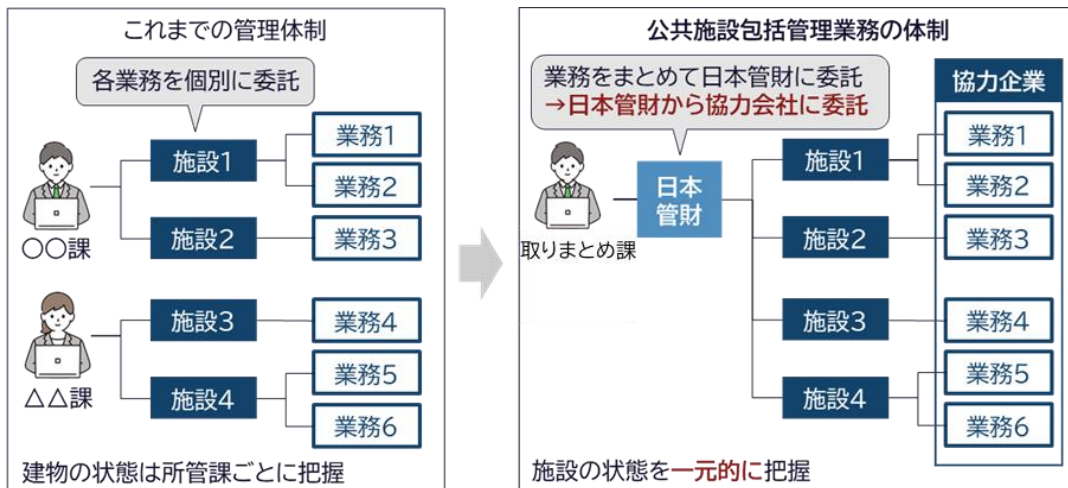 これまでの管理体制
各業務を個別に委託
施設1
業務1
業務2
施設2
業務3
○○課
施設3
業務4
施設4
業務5
業務6
△△課
建物の状態は所管課ごとに把握
公共施設包括管理業務の体制
業務をまとめて日本管財に委託
→日本管財から協力会社に委託
協力企業
取りまとめ課
日本
管財
施設1
業務1
業務2
施設2
業務3
施設3
業務4
施設4
業務5
業務6
施設の状態を一元的に把握